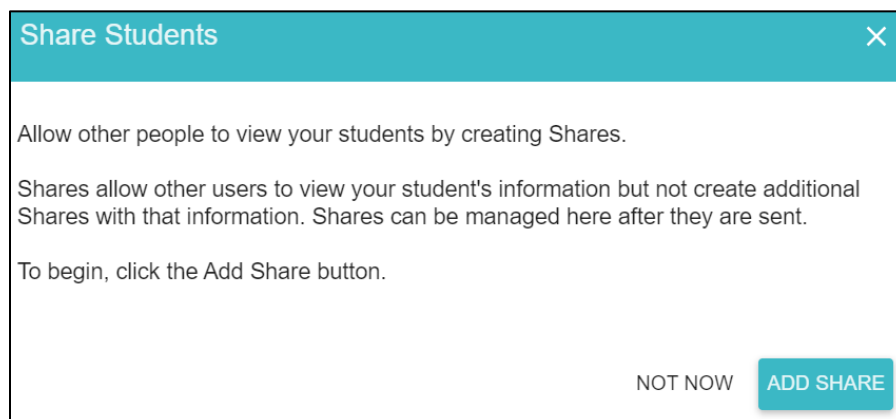 Share Students
Allow other people to view your students by creating Shares.
Shares allow other users to view your student's information but not create additional
Shares with that information. Shares can be managed here after they are sent.
To begin, click the Add Share button.
NOT NOW
ADD SHARE